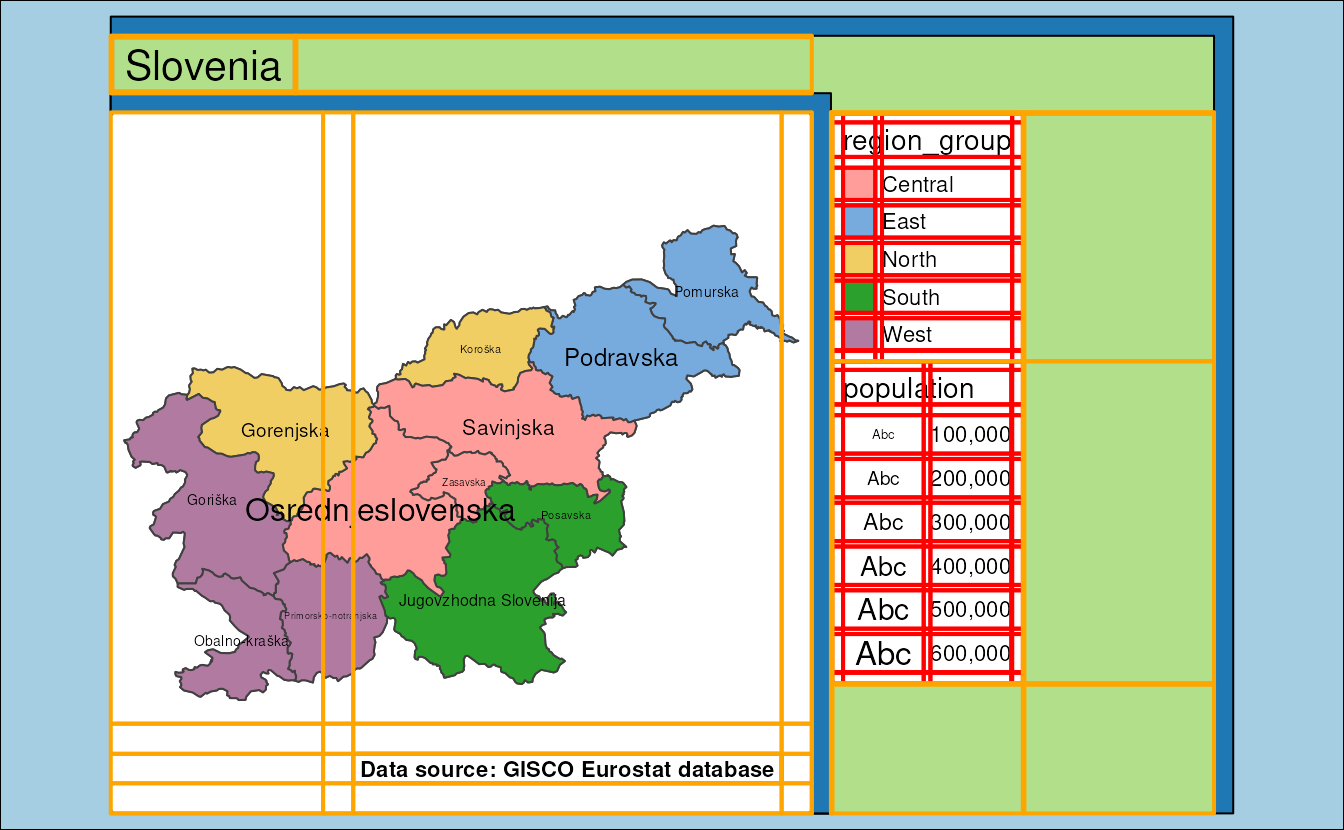 Slovenia
region_group
Central
East
North
South
West
population
Abc 100,000
Abc 200,000
Abc 300,000
Abc 400,000
Abc 500,000
Abc 600,000
Pomurska
Koroška
Podravska
Gorenjska
Savinjska
Zasavska
Goriška
Osrednjeslovenska
Posavska
Jugovzhodna Slovenija
Primorsko-notranjska
Obalno-kraška
Data source: GISCO Eurostat database